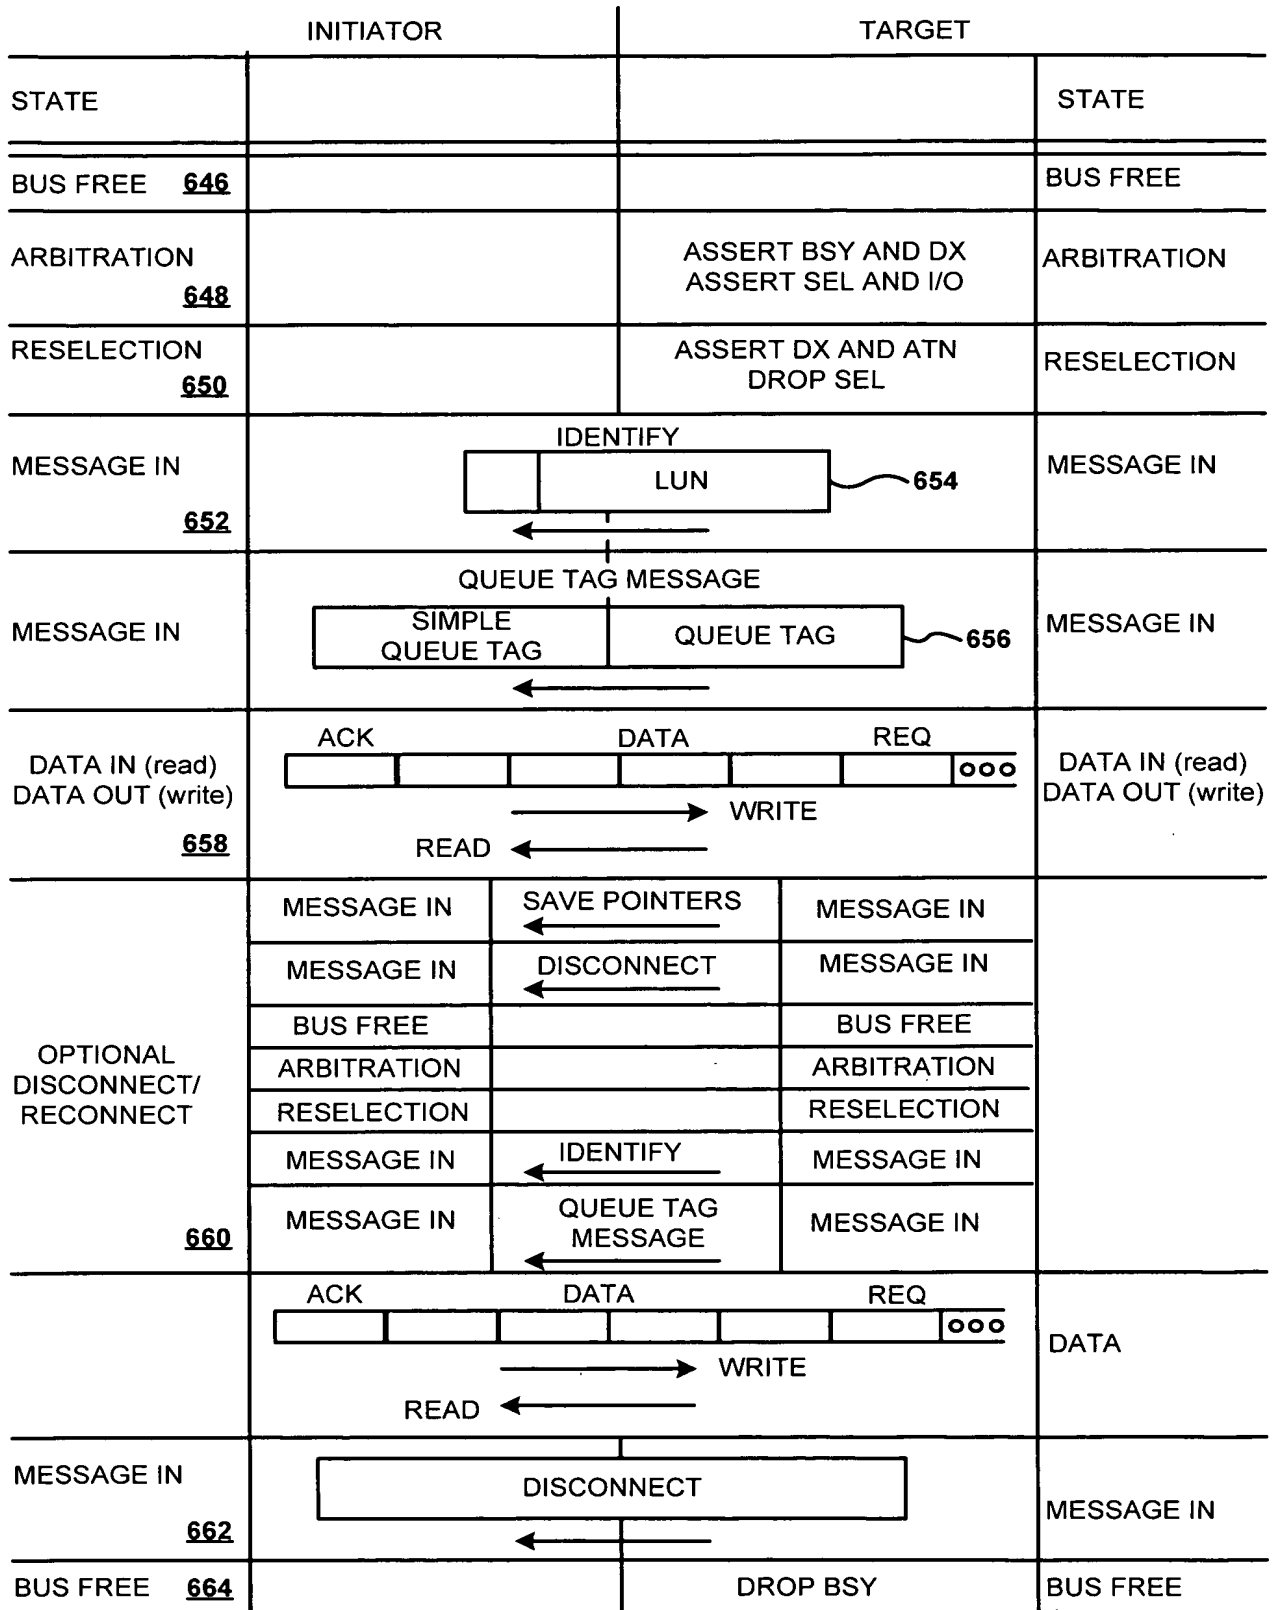 INITIATOR TARGET
STATE STATE
BUS FREE 646 BUS FREE
ARBITRATION
648
ASSERT BSY AND DX
ASSERT SEL AND I/O
ARBITRATION
RESELECTION
650
ASSERT DX AND ATN
DROP SEL
RESELECTION
MESSAGE IN
652
IDENTIFY
LUN
654
MESSAGE IN
MESSAGE IN
QUEUE TAG MESSAGE
SIMPLE
QUEUE TAG
QUEUE TAG
656
MESSAGE IN
DATA IN (read)
DATA OUT (write)
658
ACK DATA REQ
WRITE
READ
DATA IN (read)
DATA OUT (write)
OPTIONAL
DISCONNECT/
RECONNECT
660
MESSAGE IN SAVE POINTERS MESSAGE IN
MESSAGE IN DISCONNECT MESSAGE IN
BUS FREE BUS FREE
ARBITRATION ARBITRATION
RESELECTION RESELECTION
MESSAGE IN IDENTIFY MESSAGE IN
MESSAGE IN
QUEUE TAG
MESSAGE
MESSAGE IN
ACK DATA REQ
WRITE
READ
DATA
MESSAGE IN
662
DISCONNECT
MESSAGE IN
BUS FREE 664 DROP BSY BUS FREE